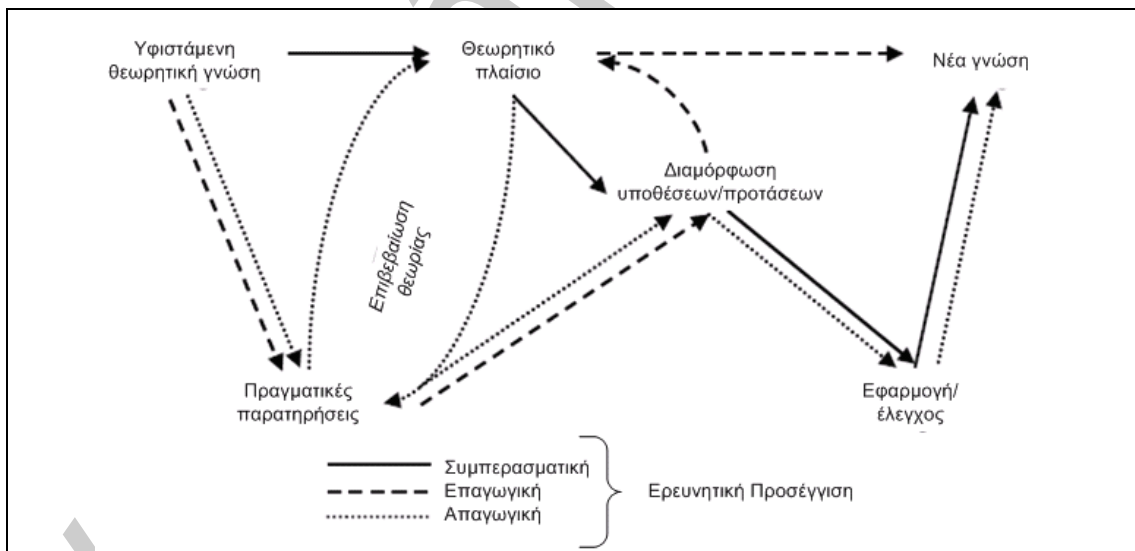 Υφιστάμενη
θεωρητική γνώση
Θεωρητικό
πλαίσιο
Νέα γνώση
Διαμόρφωση
υποθέσεων/προτάσεων
Επιβεβαίωση
θεωρίας
Πραγματικές
παρατηρήσεις
Εφαρμογή/
έλεγχος
Συμπερασματική
Επαγωγική
Απαγωγική
Ερευνητική Προσέγγιση